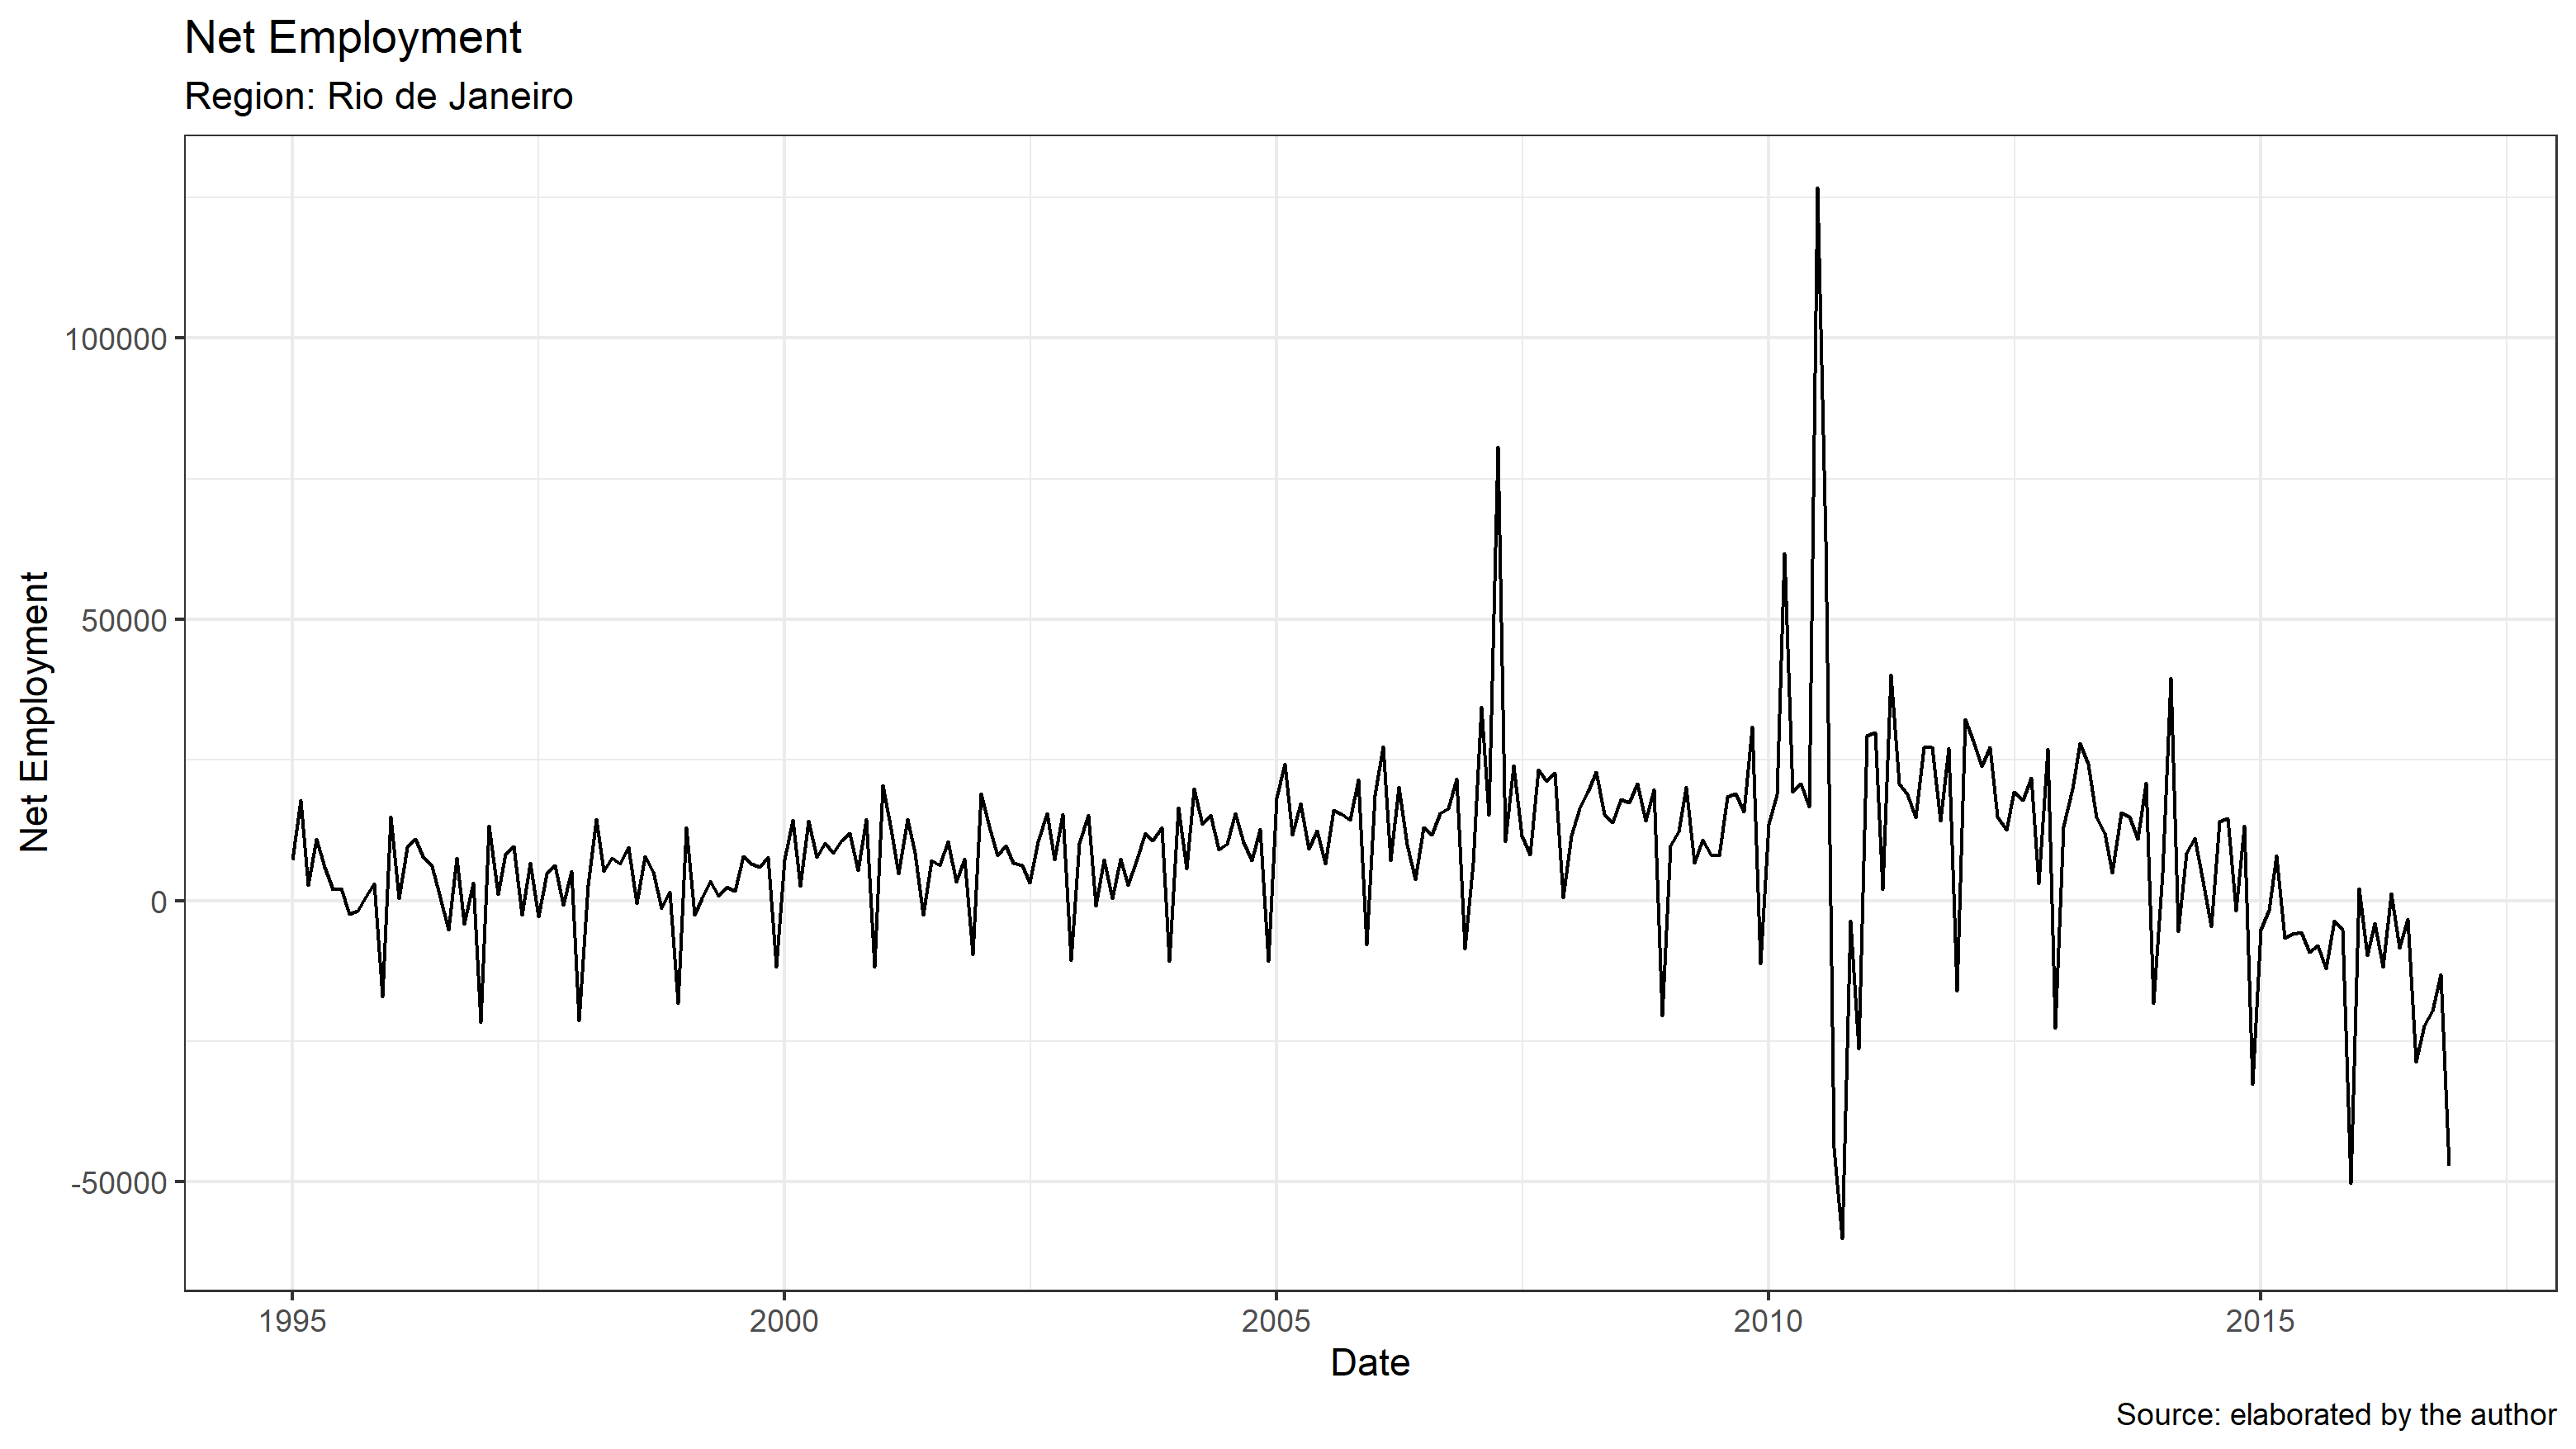 Net Employment
Region: Rio de Janeiro
Net Employment
100000
50000
0
-50000
1995
2000
2005
2010
2015
Date
Source: elaborated by the author